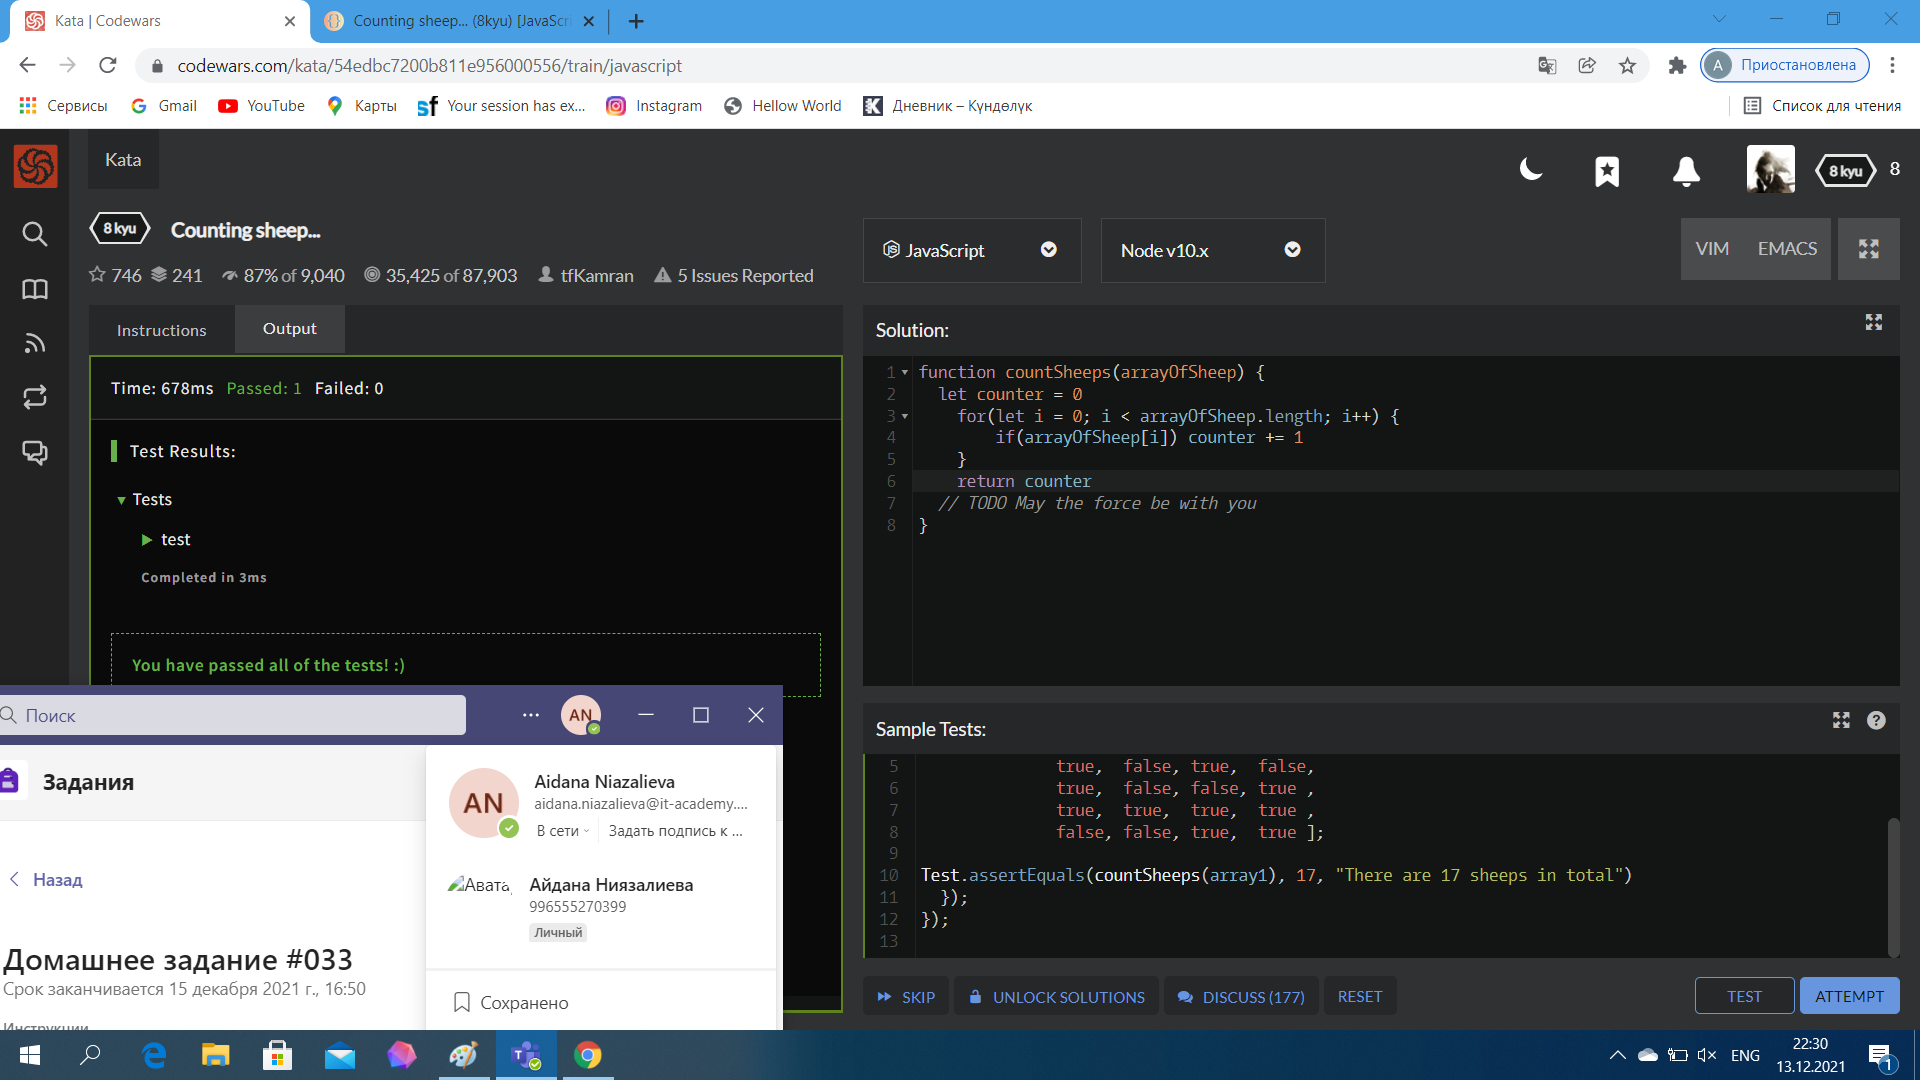 Kata | Codewars
Counting sheep... (8kyu) [JavaScri
codewars.com/kata/54edbc7200b811e956000556/train/javascript
A Приостановлена
Сервисы
Gmail
YouTube
Карты
Your session has ex...
Instagram
Hellow World
Дневник – Күндөлүк
Список для чтения
Kata
8 kyu 8
8 kyu Counting sheep...
746 241 87% of 9,040 35,425 of 87,903 tfKamran 5 Issues Reported
JavaScript
Node v10.x
VIM EMACS
Instructions
Output
Time: 678ms Passed: 1 Failed: 0
Test Results:
Tests
test
Completed in 3ms
You have passed all of the tests! :)
Solution:
1 function countSheeps(arrayOfSheep) {
2 let counter = 0
3 for(let i = 0; i < arrayOfSheep.length; i++) {
4 if(arrayOfSheep[i]) counter += 1
5 }
6 return counter
7 // TODO May the force be with you
8 }
Sample Tests:
5 true, false, true, false,
6 true, false, false, true ,
7 true, true, true, true ,
8 false, false, true, true ];
9
10 Test.assertEquals(countSheeps(array1), 17, "There are 17 sheeps in total")
11 });
12 });
13
SKIP
UNLOCK SOLUTIONS
DISCUSS (177)
RESET
TEST
ATTEMPT
Поиск
AN
Задания
Назад
Домашнее задание #033
Срок заканчивается 15 декабря 2021 г., 16:50
Инструкции
AN
Aidana Niazalieva
aidana.niazalieva@it-academy....
В сети
Задать подпись к ...
Авата
Айдана Ниязалиева
996555270399
Личный
Сохранено
ENG
22:30
13.12.2021
1